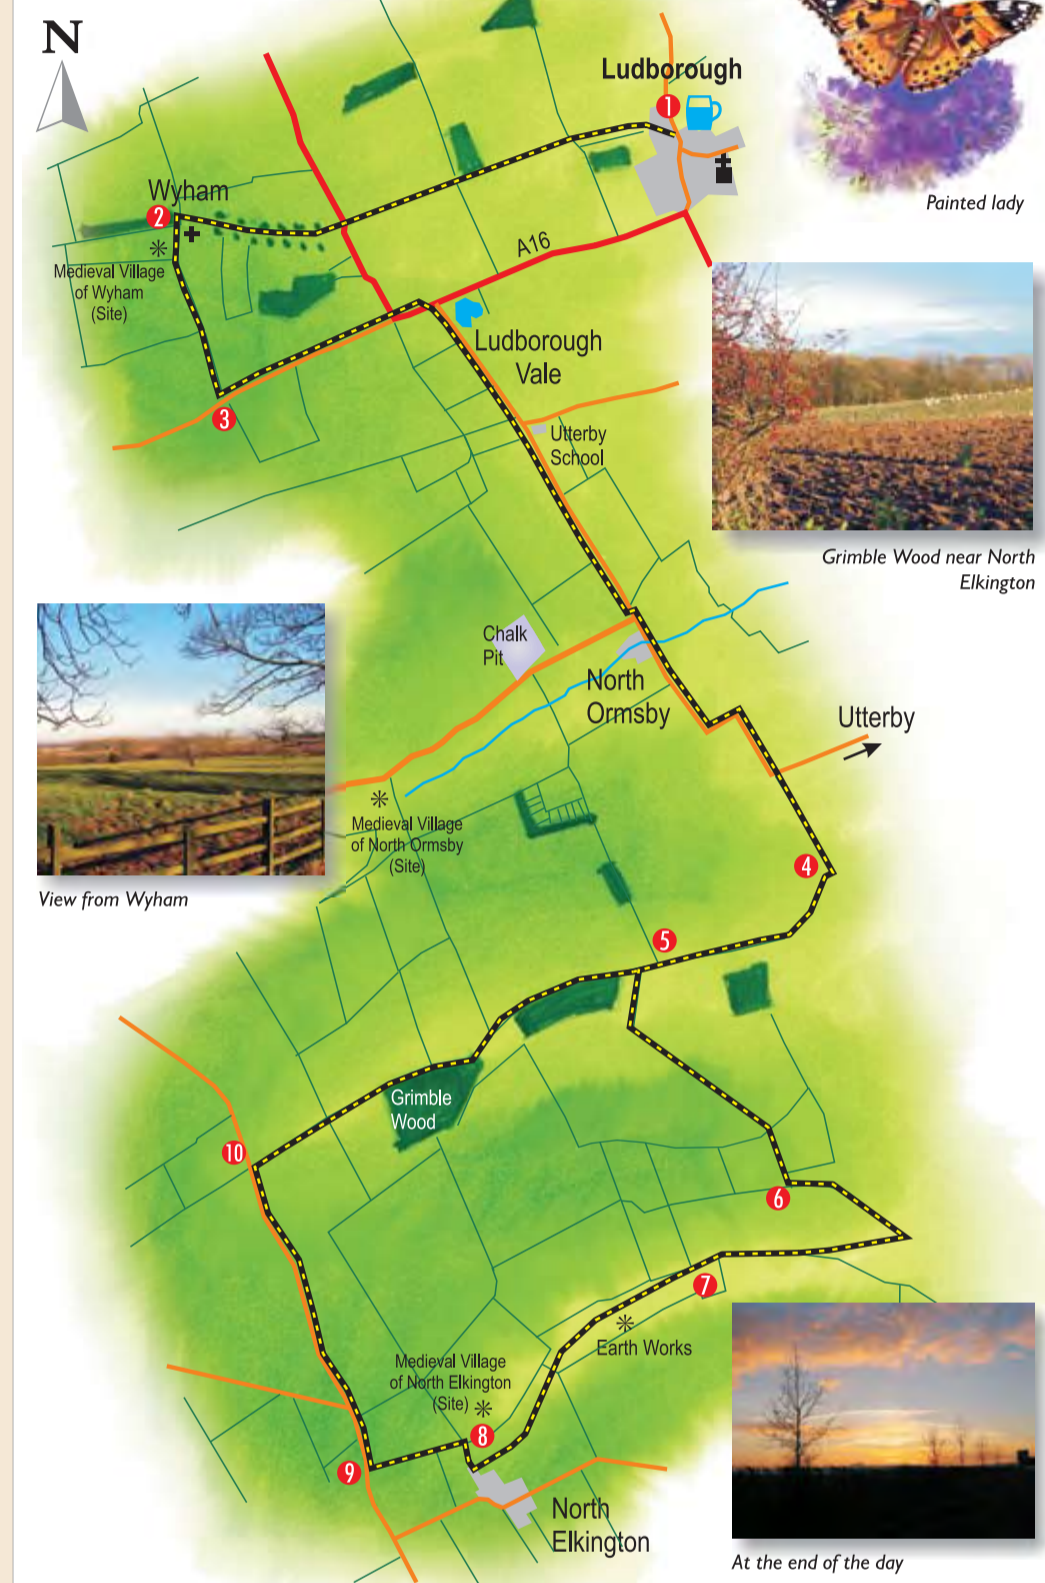 N
Ludborough
1
Painted lady
Wyham
2
Medieval Village
of Wyham
(Site)
A16
Ludborough
Vale
3
Utterby
School
Grimble Wood near North
Elkington
Chalk
Pit
North
Ormsby
Utterby
Medieval Village
of North Ormsby
(Site)
View from Wyham
4
5
Grimble
Wood
10
6
7
Earth Works
Medieval Village
of North Elkington
(Site)
8
9
North
Elkington
At the end of the day